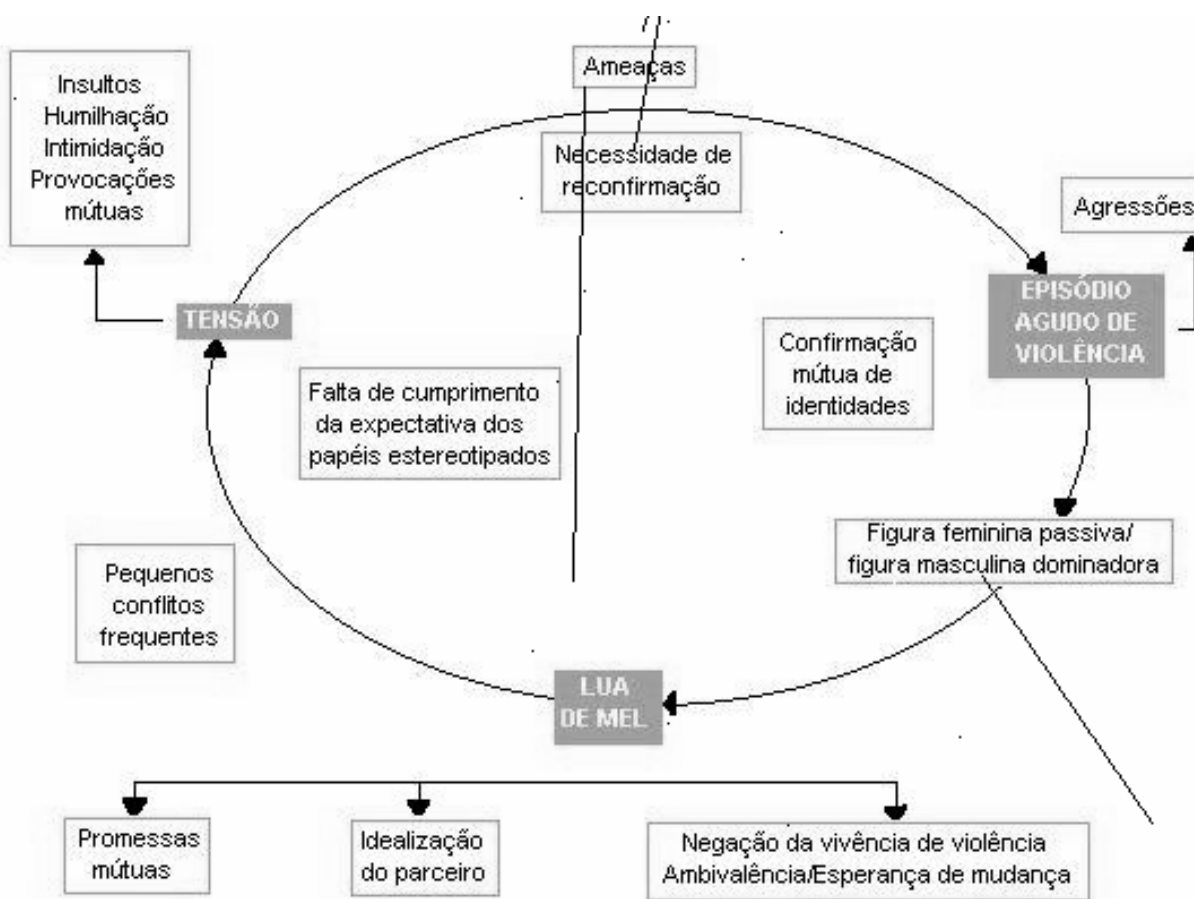 Ameaças
Insultos
Humilhação
Intimidação
Provocações
mútuas
Necessidade de
reconfirmação
Agressões
TENSÃO
EPISÓDIO
AGUDO DE
VIOLÊNCIA
Confirmação
mútua de
identidades
Falta de cumprimento
da expectativa dos
papéis estereotipados
Figura feminina passiva/
figura masculina dominadora
Pequenos
conflitos
frequentes
LUA
DE MEL
Promessas
mútuas
Idealização
do parceiro
Negação da vivência de violência
Ambivalência/Esperança de mudança